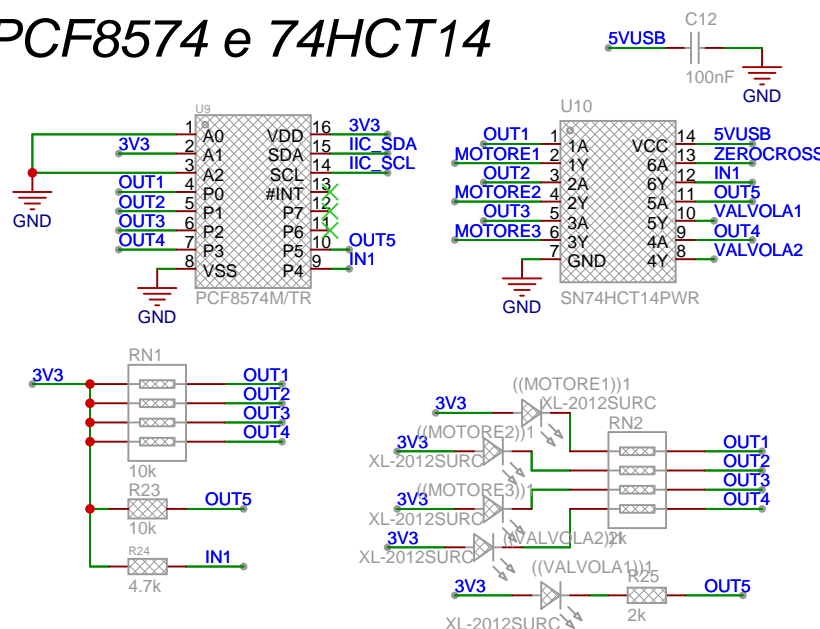 PCF8574 e 74HCT14
C12
5VUSB
100nF
GND
U9
1 A0 VDD 16 3V3
3V3 2 A1 SDA 15 IIC_SDA
3 A2 SCL 14 IIC_SCL
OUT1 4 P0 #INT 13
OUT2 5 P1 P7 12
OUT3 6 P2 P6 11
OUT4 7 P3 P5 10 OUT5
8 VSS P4 9 IN1
GND
GND
PCF8574M/TR
U10
OUT1 1 1A VCC 14 5VUSB
MOTORE1 2 1Y 6A 13 ZEROCROSS
OUT2 3 2A 6Y 12 IN1
MOTORE2 4 2Y 5A 11 OUT5
OUT3 5 3A 5Y 10 VALVOLA1
MOTORE3 6 3Y 4A 9 OUT4
7 GND 4Y 8 VALVOLA2
GND
SN74HCT14PWR
RN1
3V3 OUT1
OUT2
OUT3
OUT4
10k
R23
OUT5
10k
R24
IN1
4.7k
((MOTORE1))1
3V3
XL-2012SURC
((MOTORE2))1
3V3
XL-2012SURC
RN2
OUT1
OUT2
OUT3
OUT4
((MOTORE3))1
3V3
XL-2012SURC
((VALVOLA2))1
2k
3V3
XL-2012SURC
((VALVOLA1))1
R25
3V3
OUT5
2k
XL-2012SURC